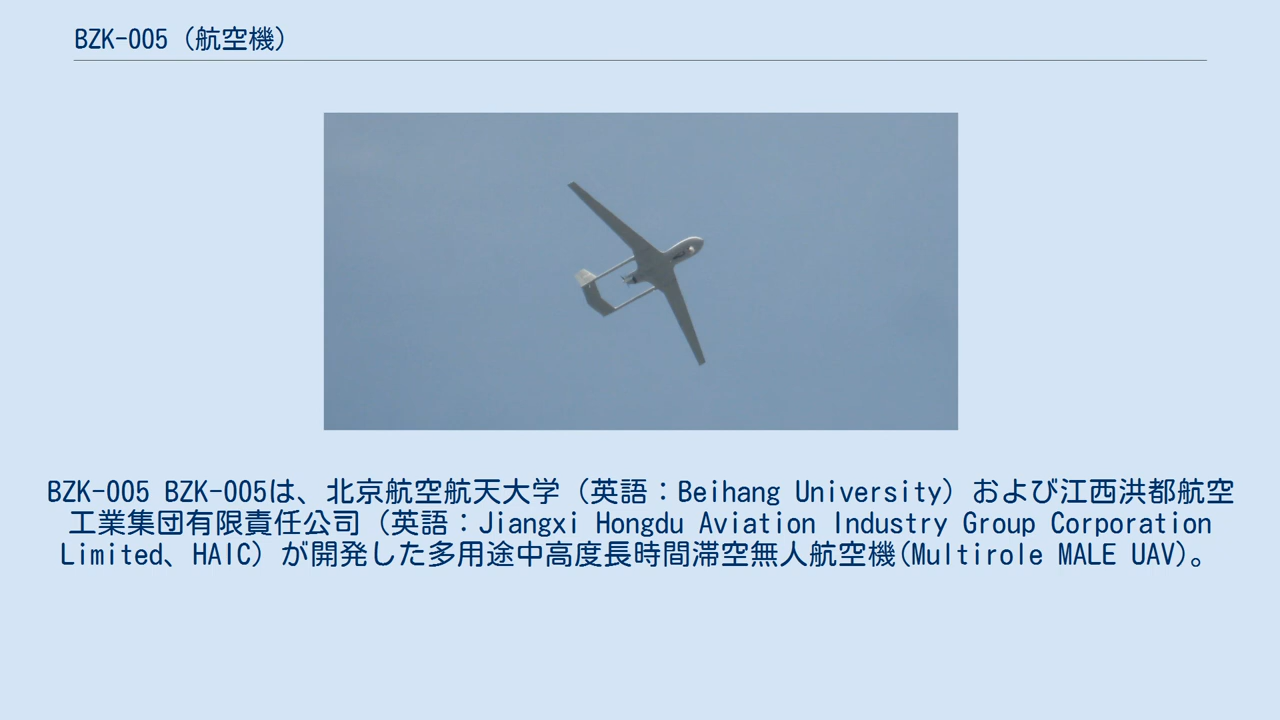 BZK-005（航空機）
BZK-005 BZK-005は、北京航空航天大学（英語：Beihang University）および江西洪都航空
工業集団有限責任公司（英語：Jiangxi Hongdu Aviation Industry Group Corporation
Limited、HAIC）が開発した多用途中高度長時間滞空無人航空機(Multirole MALE UAV)。